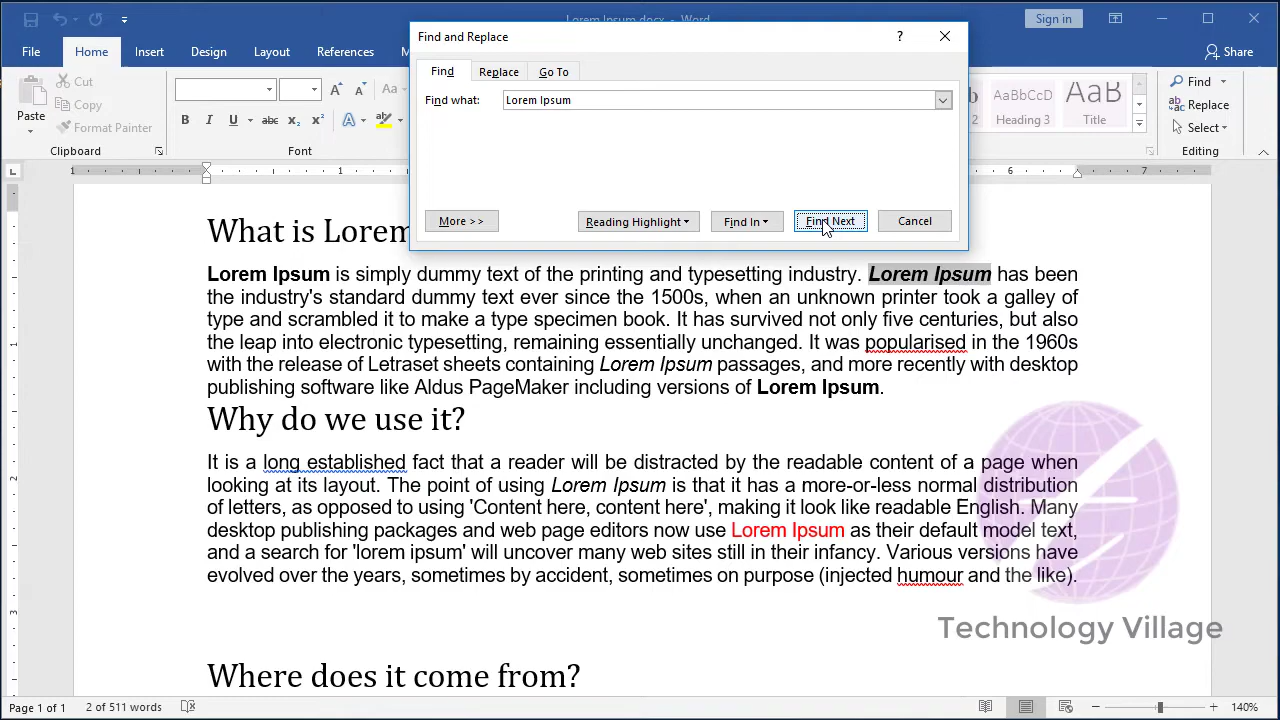 Lorem Ipsum.docx - Word
Sign in
File
Home
Insert
Design
Layout
References
M
Share
Find and Replace
?
Find
Replace
Go To
Find what:
Lorem Ipsum
More >>
Reading Highlight
Find In
Find Next
Cancel
Paste
Cut
Copy
Format Painter
Clipboard
Aa
B I U abc x₂ x²
A
Font
2
AaBbCcD
Heading 3
AaB
Title
Find
Replace
Select
Editing
1 1 6 7
What is Lorem
Lorem Ipsum is simply dummy text of the printing and typesetting industry. Lorem Ipsum has been
the industry's standard dummy text ever since the 1500s, when an unknown printer took a galley of
type and scrambled it to make a type specimen book. It has survived not only five centuries, but also
the leap into electronic typesetting, remaining essentially unchanged. It was popularised in the 1960s
with the release of Letraset sheets containing Lorem Ipsum passages, and more recently with desktop
publishing software like Aldus PageMaker including versions of Lorem Ipsum.
Why do we use it?
It is a long established fact that a reader will be distracted by the readable content of a page when
looking at its layout. The point of using Lorem Ipsum is that it has a more-or-less normal distribution
of letters, as opposed to using 'Content here, content here', making it look like readable English. Many
desktop publishing packages and web page editors now use Lorem Ipsum as their default model text,
and a search for 'lorem ipsum' will uncover many web sites still in their infancy. Various versions have
evolved over the years, sometimes by accident, sometimes on purpose (injected humour and the like).
Technology Village
Where does it come from?
Page 1 of 1
2 of 511 words
140%